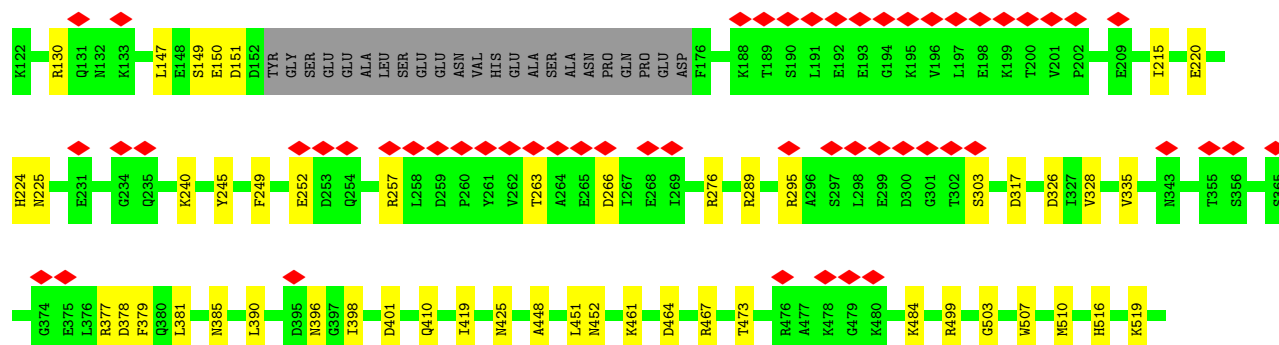 K122 R130 Q131 N132 K133 L147 E148 S149 E150 D151 D152 TYR GLY SER GLU GLU ALA LEU SER GLU GLU ASN VAL HIS GLU ALA SER ALA ASN PRO GLN PRO GLU ASP F176 K188 T189 S190 L191 E192 E193 G194 K195 V196 L197 E198 K199 T200 V201 P202 E209 I215 E220
H224 N225 E231 G234 Q235 K240 Y245 F249 E252 D253 Q254 R257 L258 D259 P260 Y261 V262 T263 A264 E265 D266 I267 E268 I269 R276 R289 R295 A296 S297 L298 E299 D300 G301 T302 S303 D317 D326 I327 V328 V335 N343 T355 S356 S365
G374 E375 L376 R377 D378 F379 Q380 L381 N385 L390 D395 N396 G397 I398 D401 Q410 I419 N425 A448 L451 N452 K461 D464 R467 T473 R476 A477 K478 G479 K480 K484 R499 G503 W507 M510 H516 K519